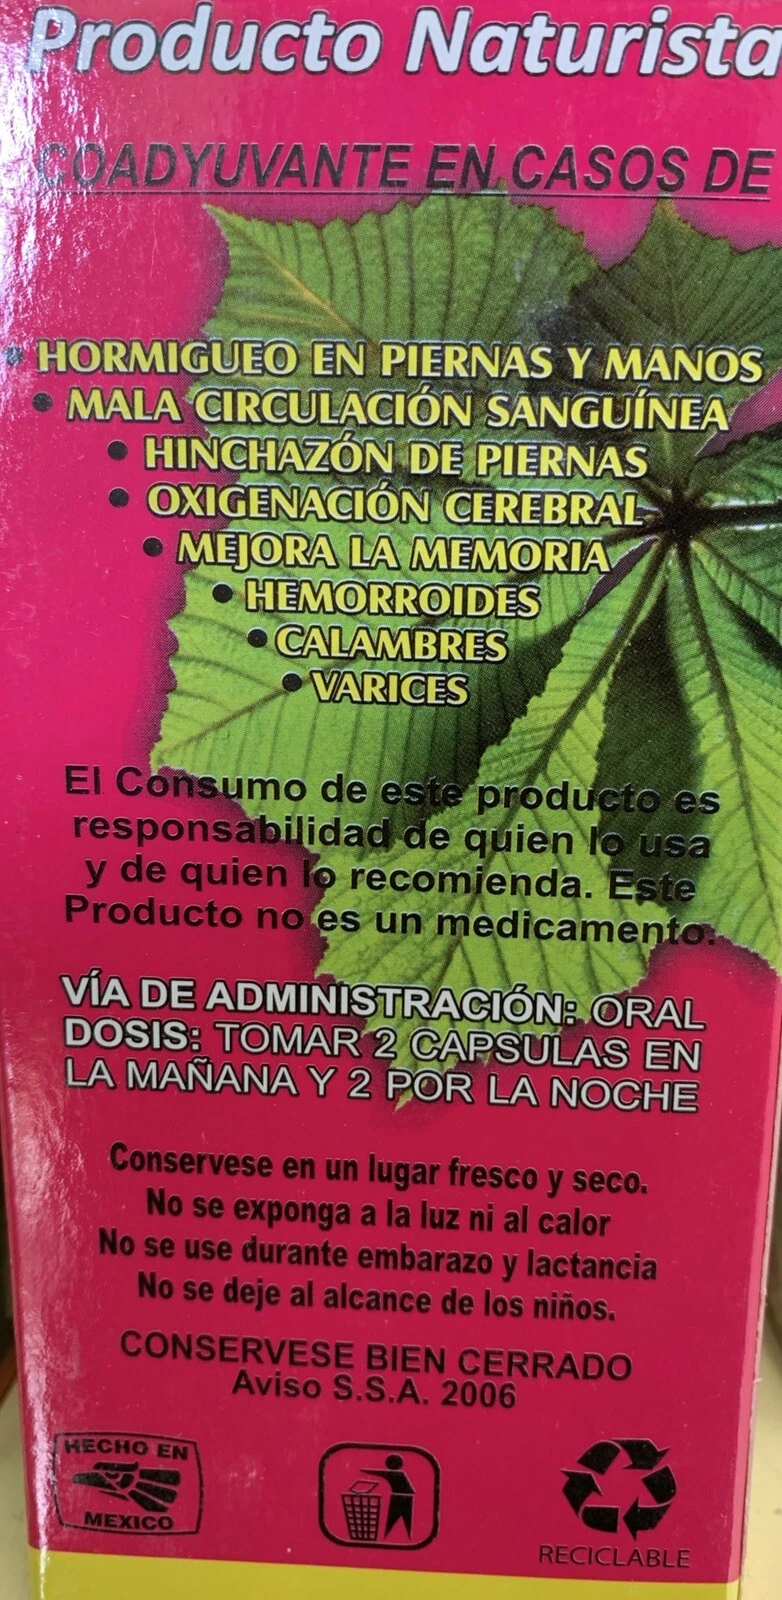 Producto Naturista
COADYUVANTE EN CASOS DE
• HORMIGUEO EN PIERNAS Y MANOS
• MALA CIRCULACIÓN SANGUÍNEA
• HINCHAZÓN DE PIERNAS
• OXIGENACIÓN CEREBRAL
• MEJORA LA MEMORIA
• HEMORROIDES
• CALAMBRES
• VARICES
El Consumo de este producto es
responsabilidad de quien lo usa
y de quien lo recomienda. Este
Producto no es un medicamento.
VÍA DE ADMINISTRACIÓN: ORAL
DOSIS: TOMAR 2 CAPSULAS EN
LA MAÑANA Y 2 POR LA NOCHE
Conservese en un lugar fresco y seco.
No se exponga a la luz ni al calor
No se use durante embarazo y lactancia
No se deje al alcance de los niños.
CONSERVESE BIEN CERRADO
Aviso S.S.A. 2006
HECHO EN
MEXICO
RECICLABLE